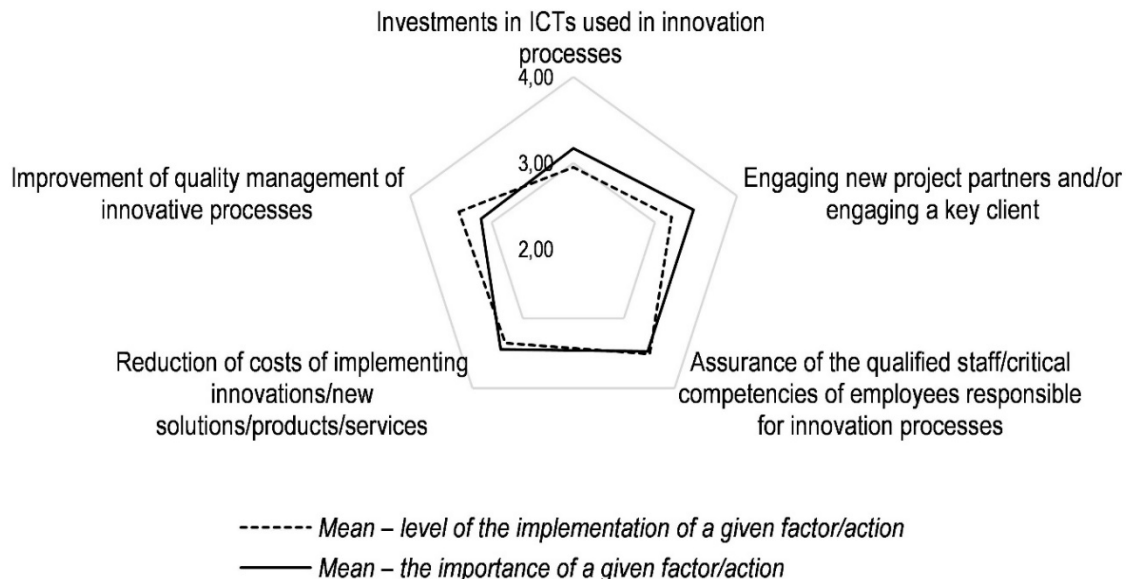 Investments in ICTs used in innovation
processes
4,00
3,00
2,00
Improvement of quality management of
innovative processes
Engaging new project partners and/or
engaging a key client
Reduction of costs of implementing
innovations/new
solutions/products/services
Assurance of the qualified staff/critical
competencies of employees responsible
for innovation processes
Mean – level of the implementation of a given factor/action
Mean – the importance of a given factor/action